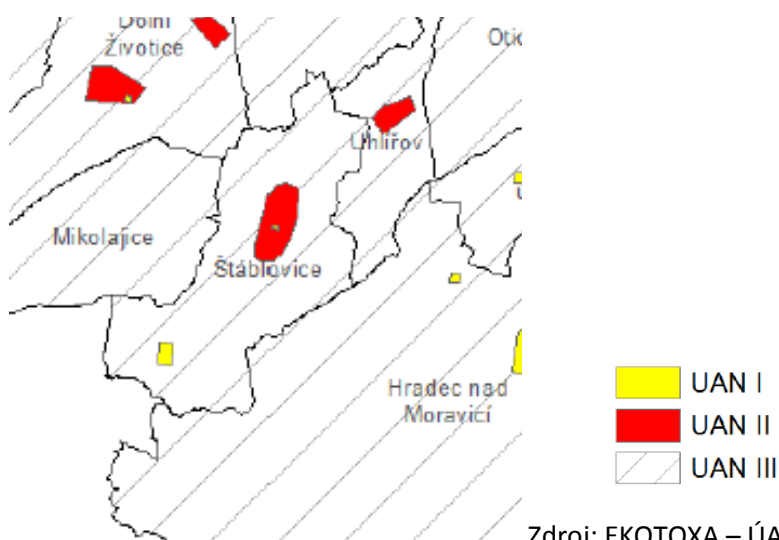 Dolní
Životice
Otic
Uhlířov
Mikolajice
Štáblovice
Hradec nad
Moravicí
UAN I
UAN II
UAN III
Zdroj: EKOTOXA – ÚA